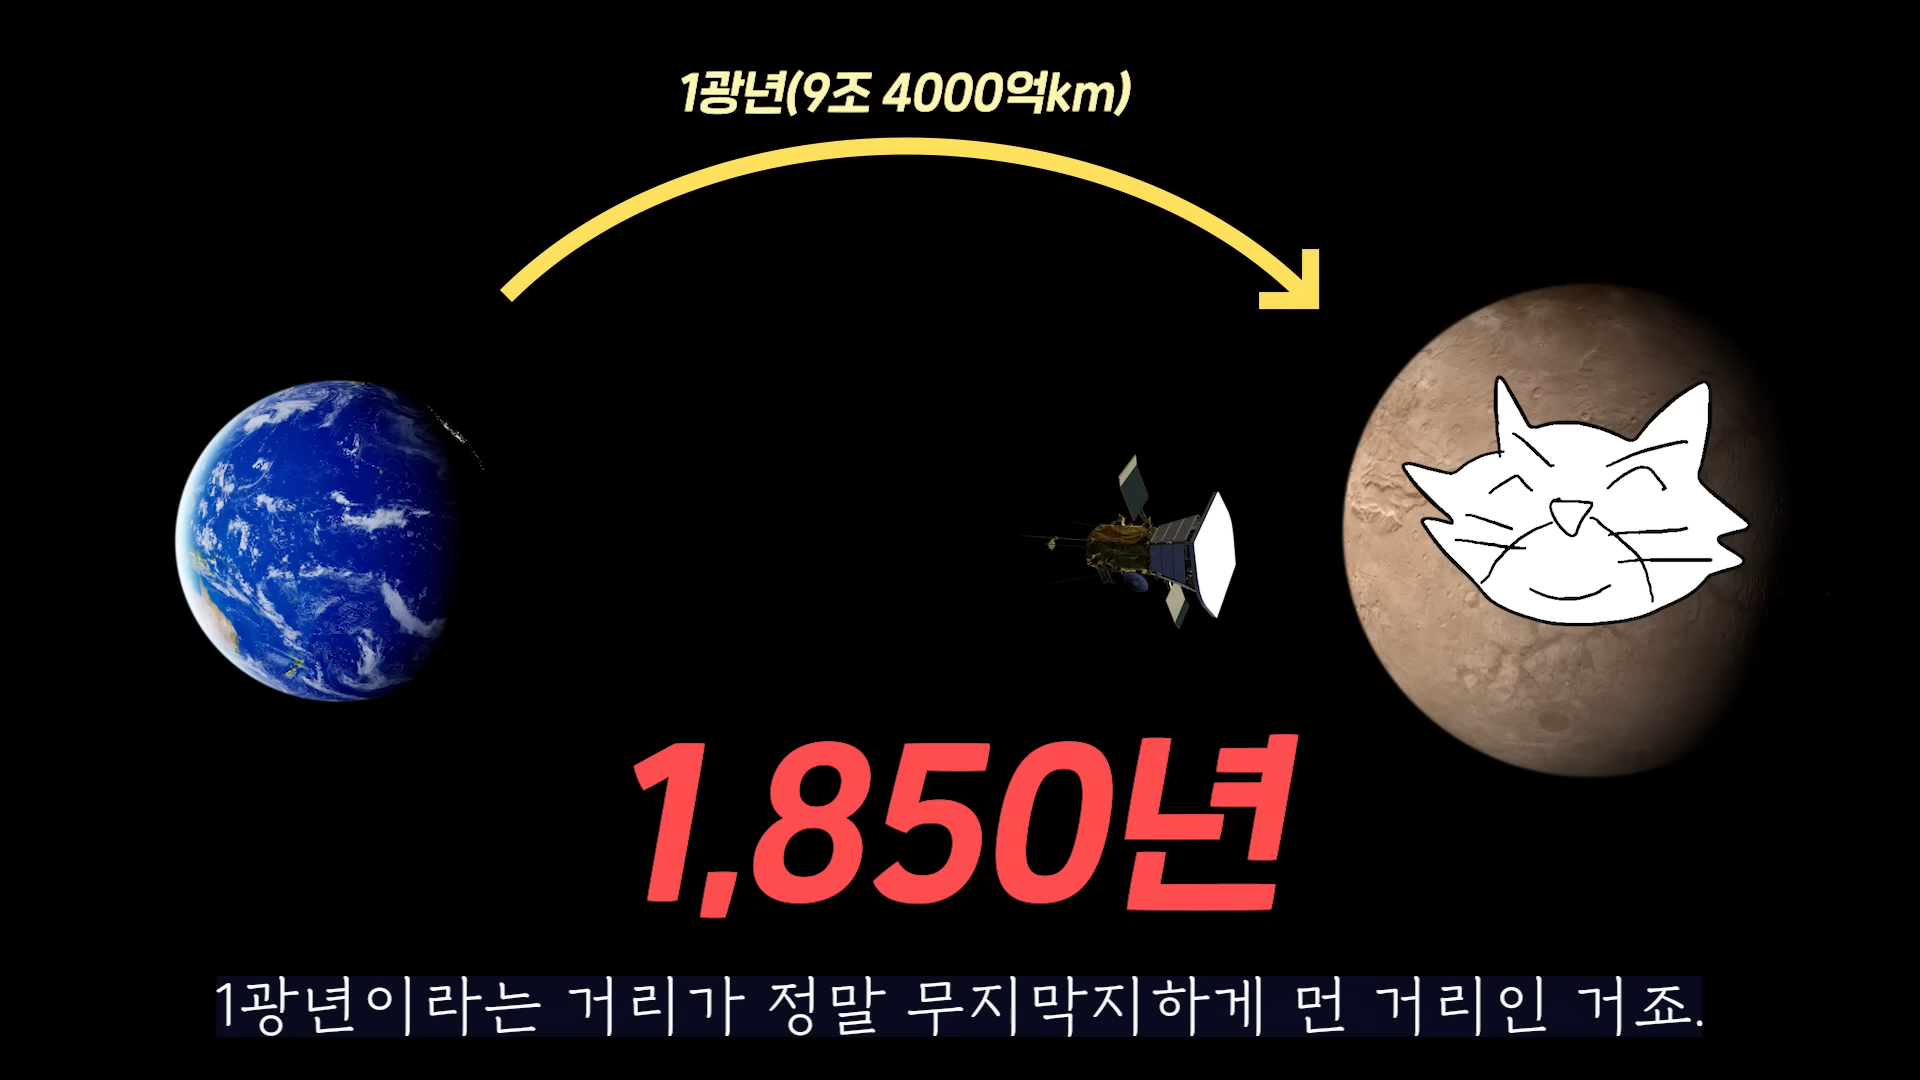 1광년(9조 4000억km)
1,850년
1광년이라는 거리가 정말 무지막지하게 먼 거리인 거죠.